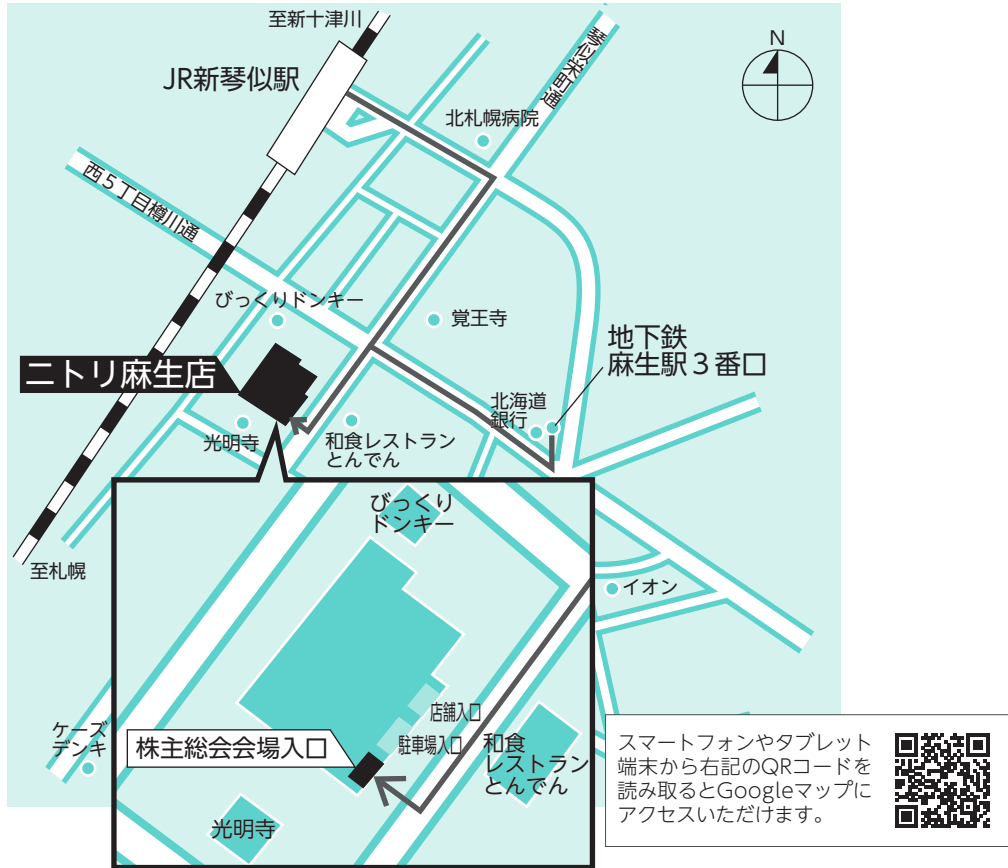 至新十津川
JR新琴似駅
琴似栄町通
N
北札幌病院
西５丁目樽川通
びっくりドンキー
覚王寺
地下鉄
麻生駅３番口
ニトリ麻生店
北海道
銀行
光明寺
和食レストラン
とんでん
至札幌
びっくり
ドンキー
イオン
店舗入口
駐車場入口
和食
レストラン
とんでん
ケーズ
デンキ
株主総会会場入口
光明寺
スマートフォンやタブレット
端末から右記のQRコードを
読み取るとGoogleマップに
アクセスいただけます。